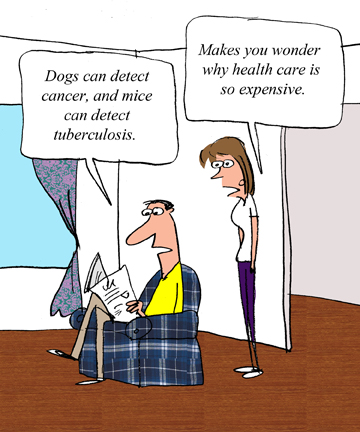 Dogs can detect
cancer, and mice
can detect
tuberculosis.
Makes you wonder
why health care is
so expensive.